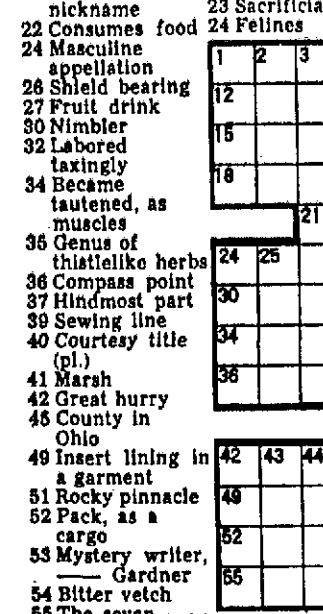 nickname
22 Consumes food
24 Masculine
appellation
26 Shield bearing
27 Fruit drink
30 Nimbler
32 Labored
taxingly
34 Became
tautened, as
muscles
35 Genus of
thistlelike herbs
36 Compass point
37 Hindmost part
39 Sewing line
40 Courtesy title
(pl.)
41 Marsh
42 Great hurry
45 County in
Ohio
49 Insert lining in
a garment
51 Rocky pinnacle
52 Pack, as a
cargo
53 Mystery writer,
—— Gardner
54 Bitter vetch
55 The seven
23 Sacrificia
24 Felines
1 2 3
12
15
18
21
24 25
30
34
36
42 43 44
49
52
55